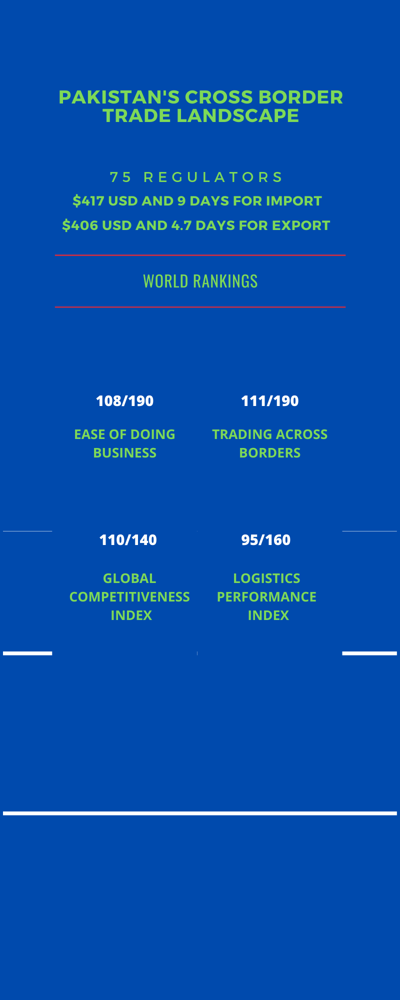 PAKISTAN'S CROSS BORDER
TRADE LANDSCAPE
75 REGULATORS
$417 USD AND 9 DAYS FOR IMPORT
$406 USD AND 4.7 DAYS FOR EXPORT
WORLD RANKINGS
108/190
EASE OF DOING
BUSINESS
111/190
TRADING ACROSS
BORDERS
110/140
GLOBAL
COMPETITIVENESS
INDEX
95/160
LOGISTICS
PERFORMANCE
INDEX